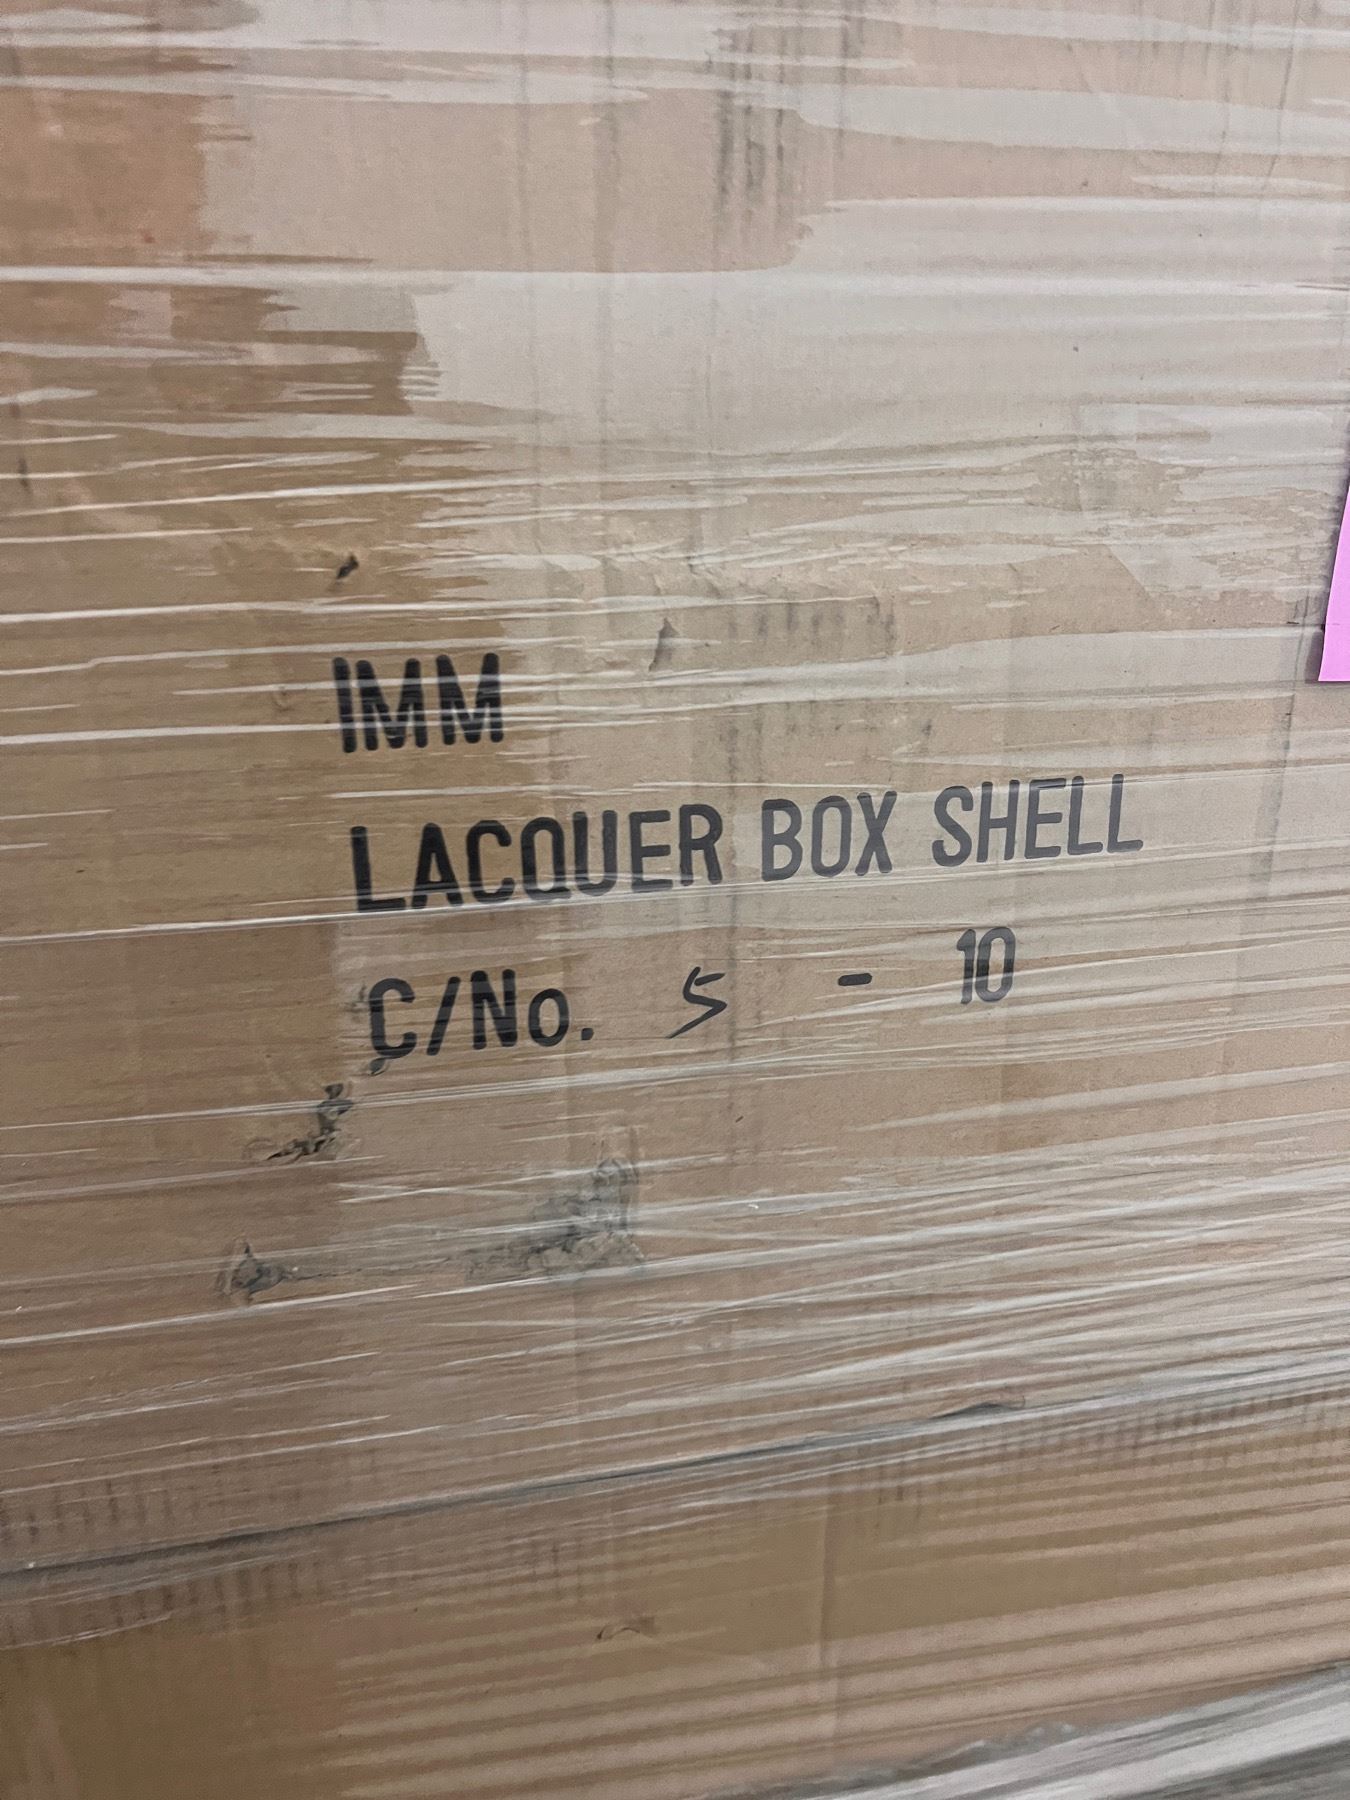 IMM
LACQUER BOX SHELL
C/No. 5 - 10